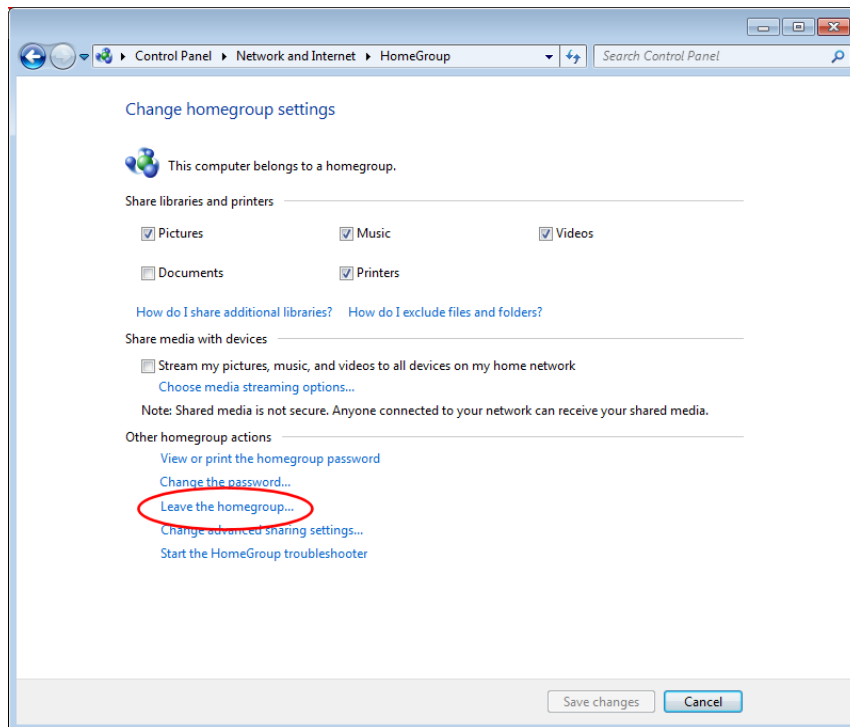 Control Panel Network and Internet HomeGroup Search Control Panel
Change homegroup settings
This computer belongs to a homegroup.
Share libraries and printers
Pictures Music Videos
Documents Printers
How do I share additional libraries? How do I exclude files and folders?
Share media with devices
Stream my pictures, music, and videos to all devices on my home network
Choose media streaming options...
Note: Shared media is not secure. Anyone connected to your network can receive your shared media.
Other homegroup actions
View or print the homegroup password
Change the password...
Leave the homegroup...
Change advanced sharing settings...
Start the HomeGroup troubleshooter
Save changes Cancel